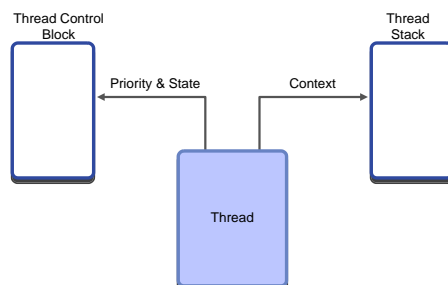 Thread Control
Block
Thread
Stack
Priority & State
Context
Thread